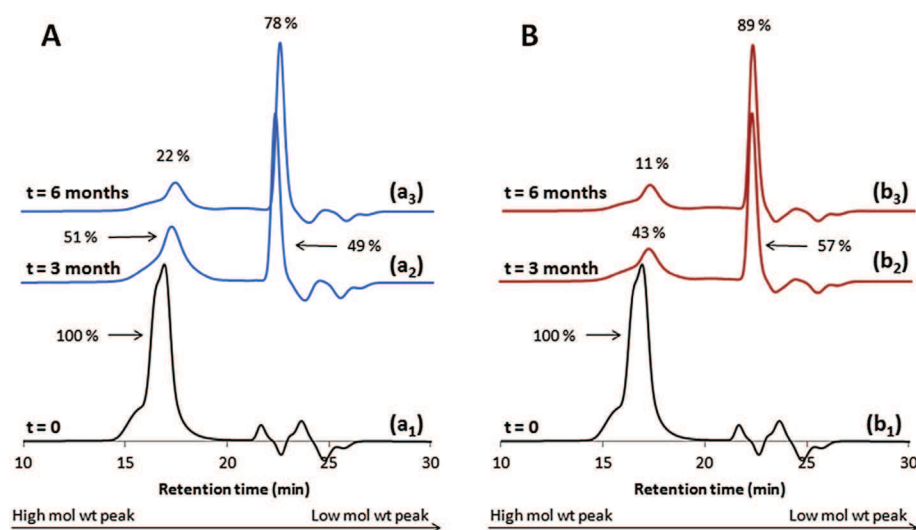 A
78 %
22 %
t = 6 months
(a3)
51 %
49 %
t = 3 month
(a2)
100 %
t = 0
(a1)
10
15
20
25
30
Retention time (min)
High mol wt peak
Low mol wt peak
B
89 %
11 %
t = 6 months
(b3)
43 %
57 %
t = 3 month
(b2)
100 %
t = 0
(b1)
10
15
20
25
30
Retention time (min)
High mol wt peak
Low mol wt peak